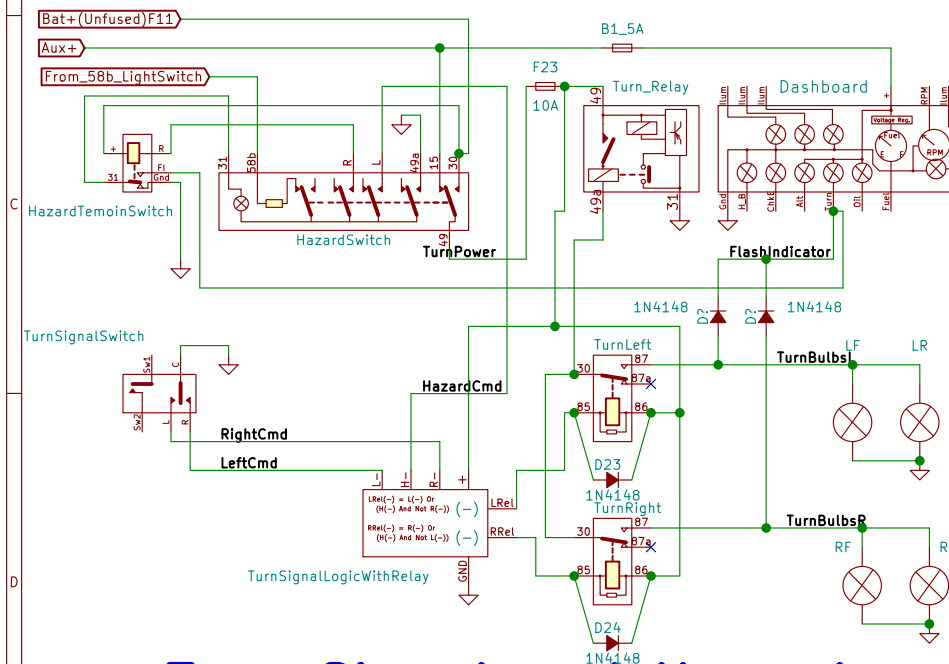 Bat+(Unfused)F11
Aux+
From_58b_LightSwitch
B1_5A
F23
10A
Turn_Relay
49
49a
31
Dashboard
Ilum
Ilum
Ilum
+
RPM
Ilum
Voltage Reg.
Fuel
E
F
RPM
Gnd
H_B
ChkE
Alt
Turn
Oil
Fuel
+
R
31
Fl
Gnd
HazardTemoinSwitch
31
58b
R
L
49a
15
30
49
HazardSwitch
TurnPower
C
FlashIndicator
1N4148
D?
D?
1N4148
TurnSignalSwitch
Sw1
C
Sw2
L
R
TurnLeft
30
87
87a
85
86
TurnBulbsL
LF
LR
HazardCmd
RightCmd
LeftCmd
D23
1N4148
L-
H-
R-
+
LRel(-) = L(-) Or
(H(-) And Not R(-))
(-)
LRel
RRel(-) = R(-) Or
(H(-) And Not L(-))
(-)
RRel
GND
TurnSignalLogicWithRelay
TurnRight
30
87
87a
85
86
TurnBulbsR
RF
R
D24
1N4148
D